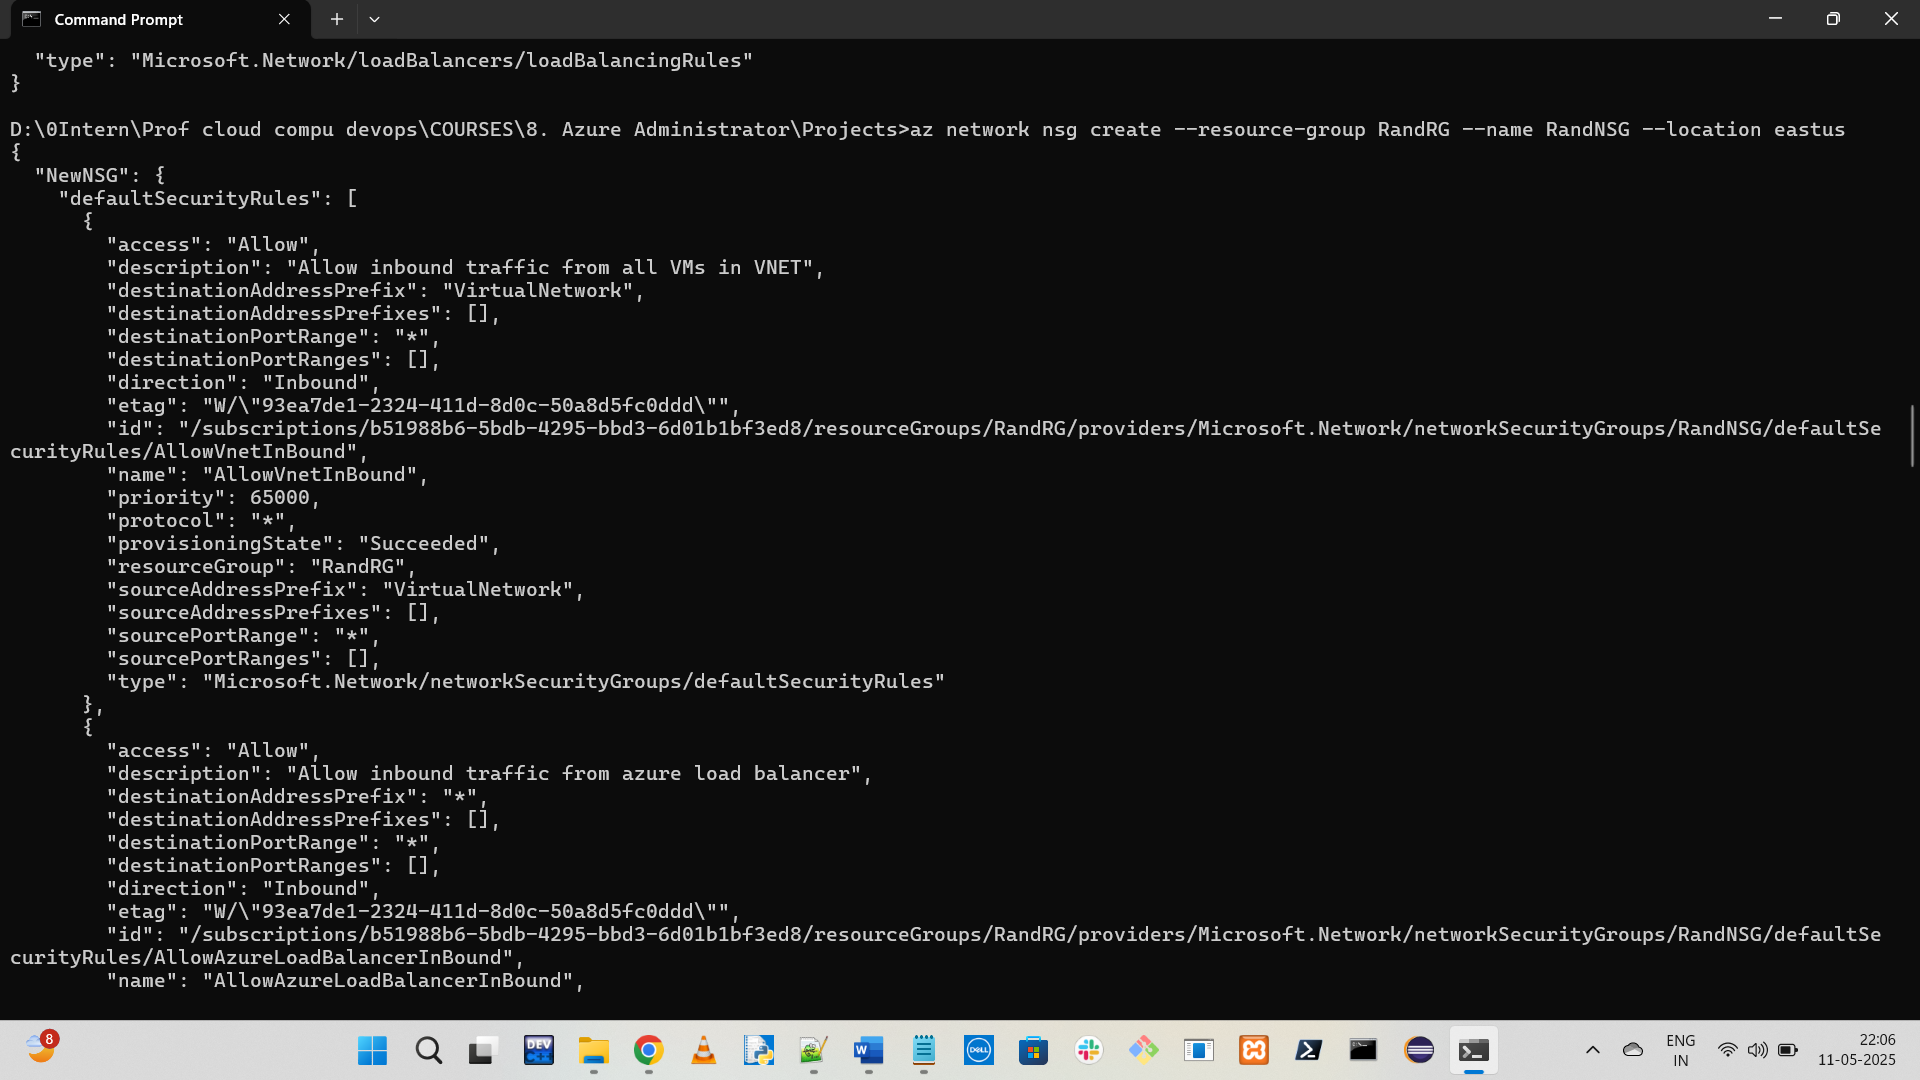 Command Prompt
  "type": "Microsoft.Network/loadBalancers/loadBalancingRules"
}
D:\0Intern\Prof cloud compu devops\COURSES\8. Azure Administrator\Projects>az network nsg create --resource-group RandRG --name RandNSG --location eastus
{
  "NewNSG": {
    "defaultSecurityRules": [
      {
        "access": "Allow",
        "description": "Allow inbound traffic from all VMs in VNET",
        "destinationAddressPrefix": "VirtualNetwork",
        "destinationAddressPrefixes": [],
        "destinationPortRange": "*",
        "destinationPortRanges": [],
        "direction": "Inbound",
        "etag": "W/\"93ea7de1-2324-411d-8d0c-50a8d5fc0ddd\"",
        "id": "/subscriptions/b51988b6-5bdb-4295-bbd3-6d01b1bf3ed8/resourceGroups/RandRG/providers/Microsoft.Network/networkSecurityGroups/RandNSG/defaultSe
curityRules/AllowVnetInBound",
        "name": "AllowVnetInBound",
        "priority": 65000,
        "protocol": "*",
        "provisioningState": "Succeeded",
        "resourceGroup": "RandRG",
        "sourceAddressPrefix": "VirtualNetwork",
        "sourceAddressPrefixes": [],
        "sourcePortRange": "*",
        "sourcePortRanges": [],
        "type": "Microsoft.Network/networkSecurityGroups/defaultSecurityRules"
      },
      {
        "access": "Allow",
        "description": "Allow inbound traffic from azure load balancer",
        "destinationAddressPrefix": "*",
        "destinationAddressPrefixes": [],
        "destinationPortRange": "*",
        "destinationPortRanges": [],
        "direction": "Inbound",
        "etag": "W/\"93ea7de1-2324-411d-8d0c-50a8d5fc0ddd\"",
        "id": "/subscriptions/b51988b6-5bdb-4295-bbd3-6d01b1bf3ed8/resourceGroups/RandRG/providers/Microsoft.Network/networkSecurityGroups/RandNSG/defaultSe
curityRules/AllowAzureLoadBalancerInBound",
        "name": "AllowAzureLoadBalancerInBound",
8
DEV
C++
W
DELL
ENG
IN
22:06
11-05-2025